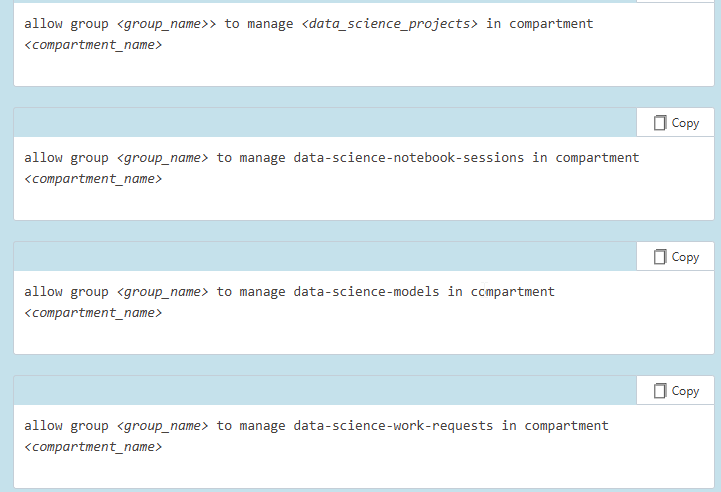 allow group <group_name>> to manage <data_science_projects> in compartment
<compartment_name>
Copy
allow group <group_name> to manage data-science-notebook-sessions in compartment
<compartment_name>
Copy
allow group <group_name> to manage data-science-models in compartment
<compartment_name>
Copy
allow group <group_name> to manage data-science-work-requests in compartment
<compartment_name>